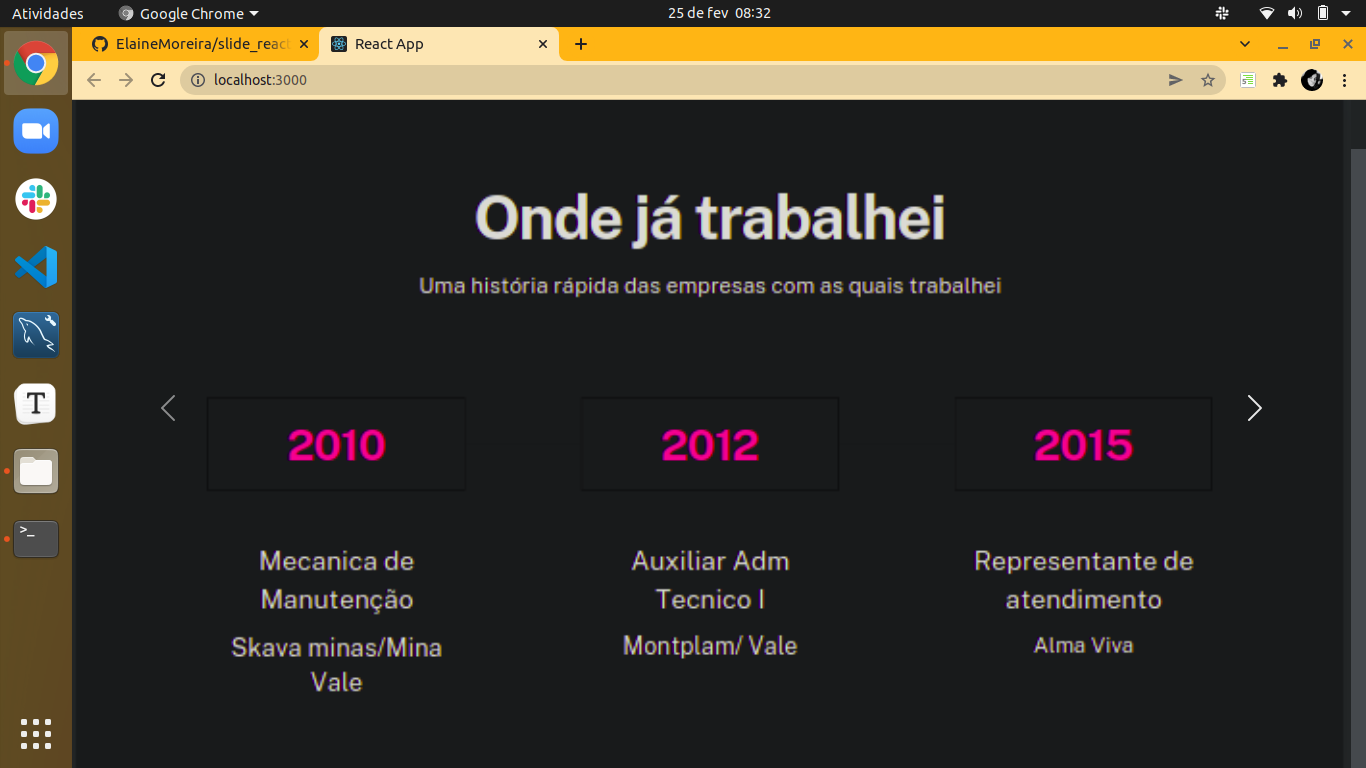 Atividades Google Chrome 25 de fev 08:32
ElaineMoreira/slide_reac React App
localhost:3000
Onde já trabalhei
Uma história rápida das empresas com as quais trabalhei
2010 2012 2015
Mecanica de
Manutenção
Skava minas/Mina
Vale
Auxiliar Adm
Tecnico I
Montplam/ Vale
Representante de
atendimento
Alma Viva